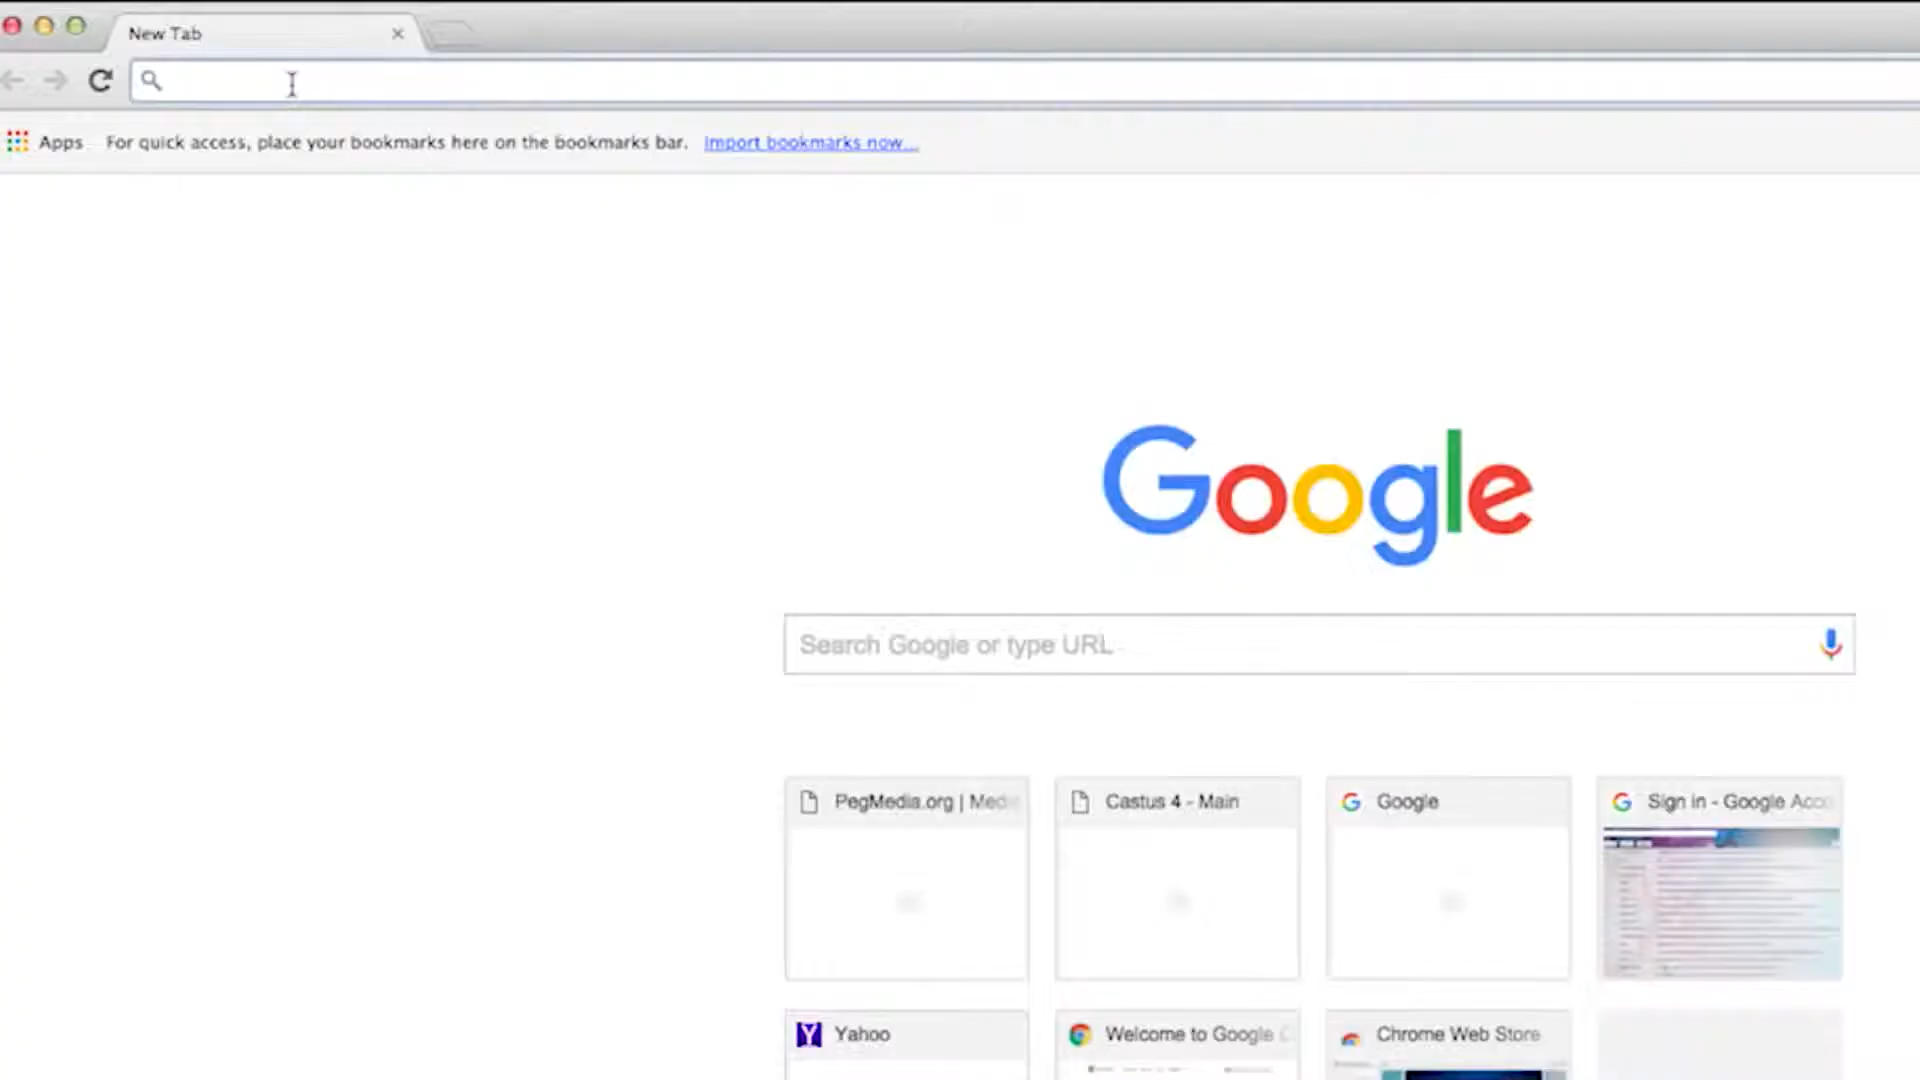 New Tab
Apps For quick access, place your bookmarks here on the bookmarks bar. Import bookmarks now...
Google
Search Google or type URL
PegMedia.org | Medi
Castus 4 - Main
Google
Sign in - Google Acco
Yahoo
Welcome to Google C
Chrome Web Store